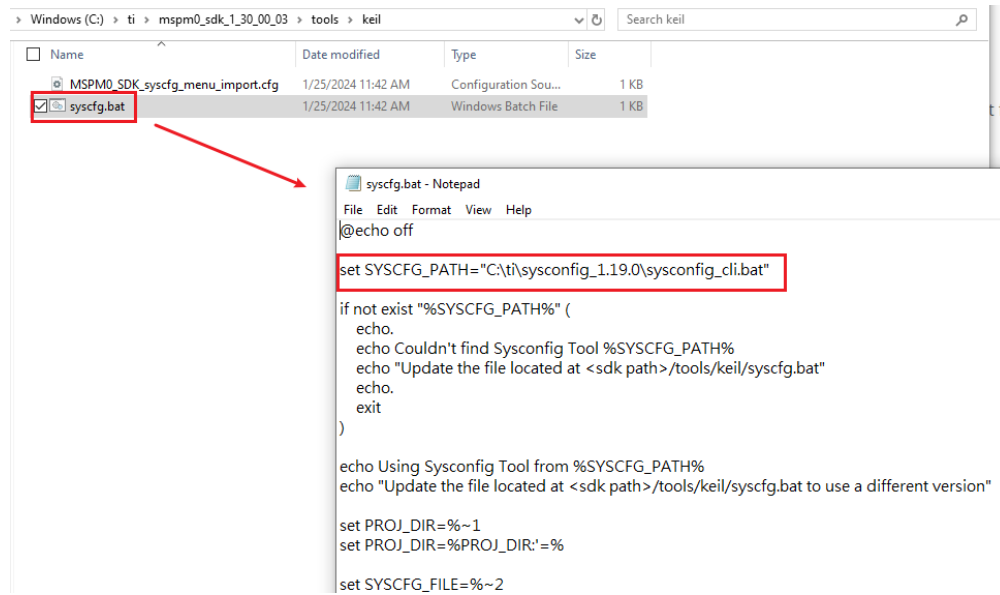 Windows (C:) > ti > mspm0_sdk_1_30_00_03 > tools > keil
Search keil
Name Date modified Type Size
MSPM0_SDK_syscfg_menu_import.cfg 1/25/2024 11:42 AM Configuration Sou... 1 KB
syscfg.bat 1/25/2024 11:42 AM Windows Batch File 1 KB
syscfg.bat - Notepad
File Edit Format View Help
@echo off
set SYSCFG_PATH="C:\ti\sysconfig_1.19.0\sysconfig_cli.bat"
if not exist "%SYSCFG_PATH%" (
echo.
echo Couldn't find Sysconfig Tool %SYSCFG_PATH%
echo "Update the file located at <sdk path>/tools/keil/syscfg.bat"
echo.
exit
)
echo Using Sysconfig Tool from %SYSCFG_PATH%
echo "Update the file located at <sdk path>/tools/keil/syscfg.bat to use a different version"
set PROJ_DIR=%~1
set PROJ_DIR=%PROJ_DIR:'=%
set SYSCFG_FILE=%~2